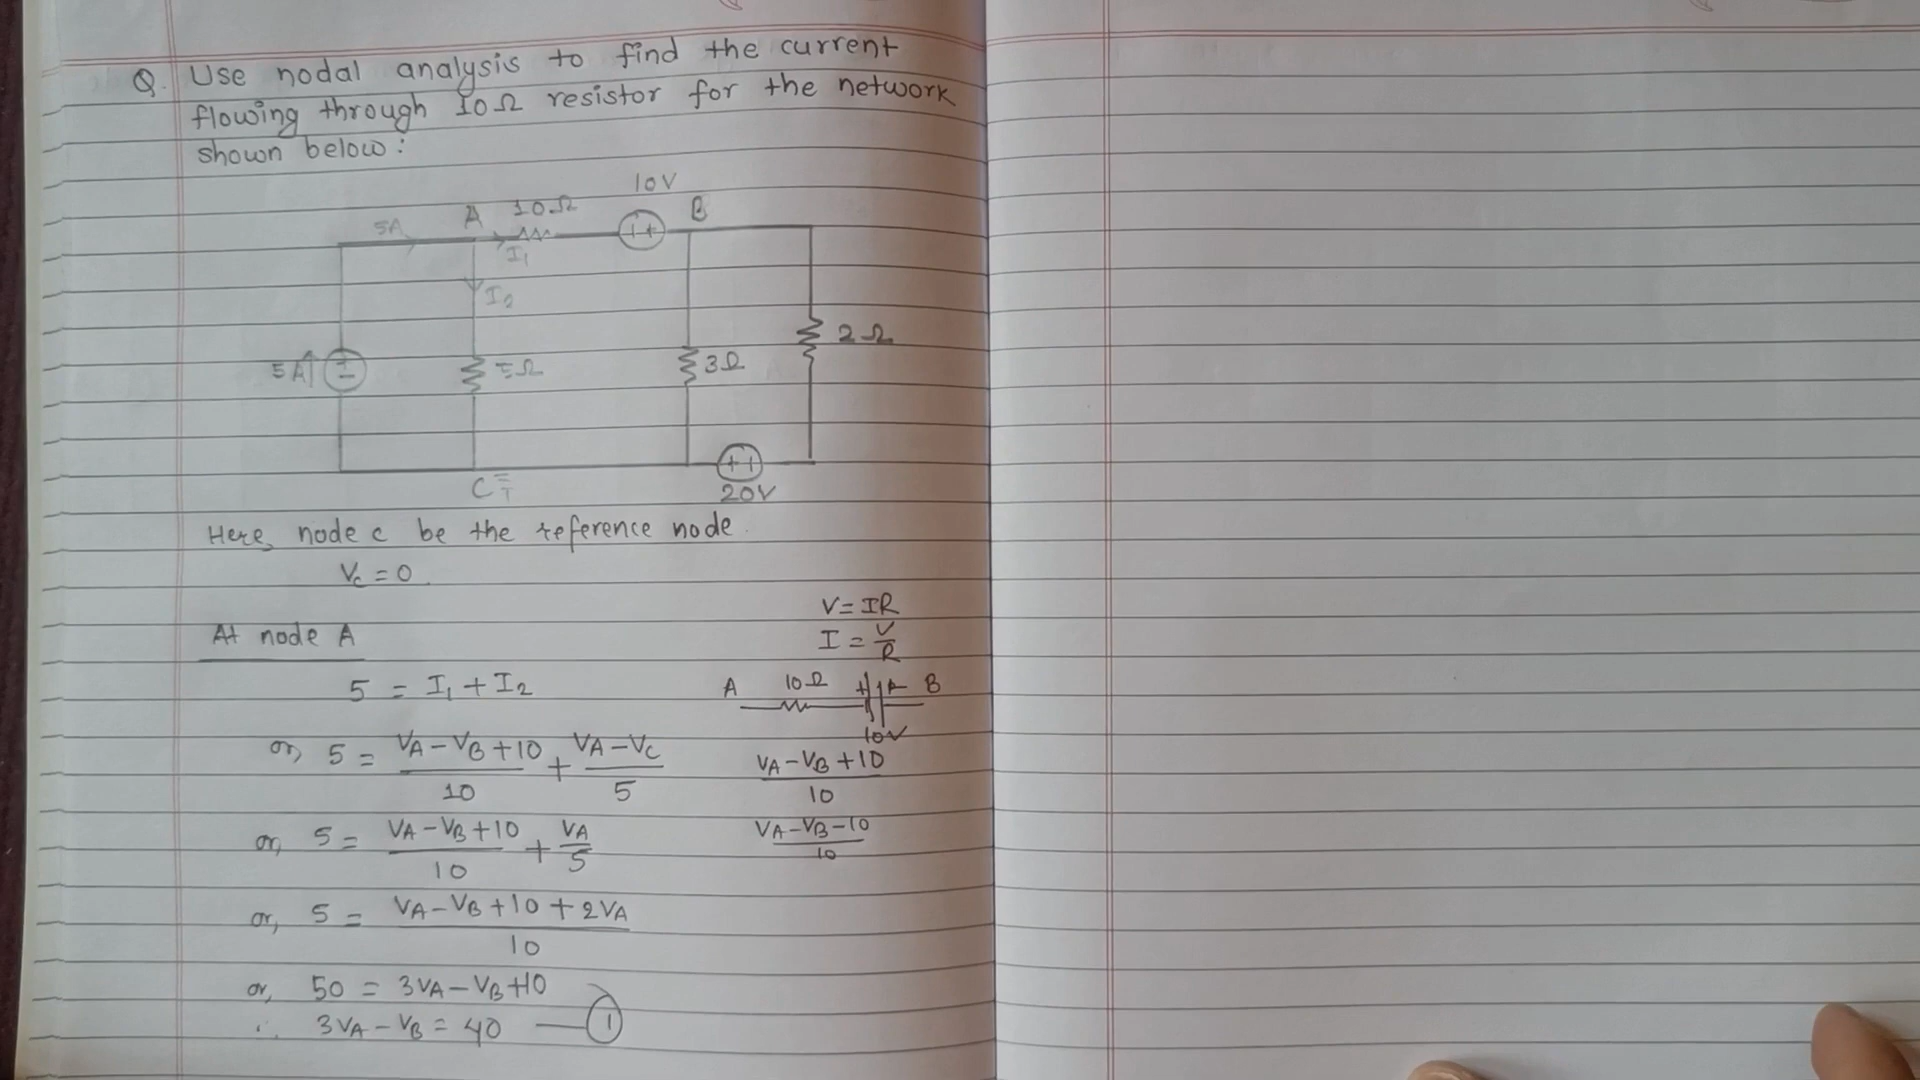 Q. Use nodal analysis to find the current
flowing through 10Ω resistor for the network
shown below:
10V
5A A 10Ω B
I₁
I₂
5A 5Ω 3Ω 2Ω
C
20V
Here, node c be the reference node.
Vc = 0
V = IR
At node A
I = V/R
5 = I₁ + I₂
A 10Ω B
10V
or, 5 = (VA - VB + 10)/10 + (VA - VC)/5
(VA - VB + 10)/10
or, 5 = (VA - VB + 10)/10 + VA/5
(VA - VB - 10)/10
or, 5 = (VA - VB + 10 + 2VA)/10
or, 50 = 3VA - VB + 10
∴ 3VA - VB = 40 — ①